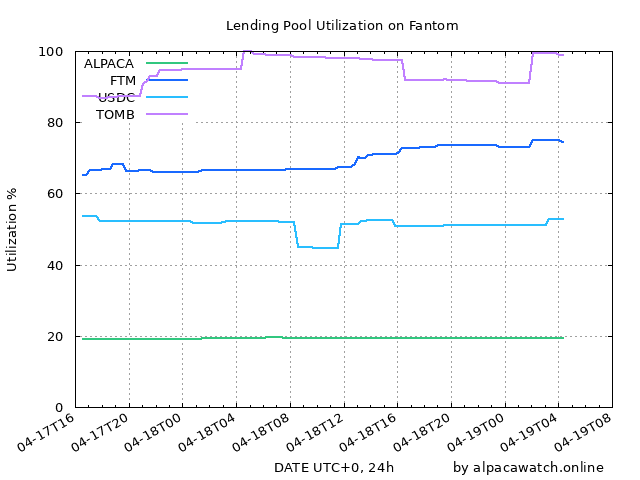 Lending Pool Utilization on Fantom
100
80
60
40
20
0
Utilization %
ALPACA
FTM
USDC
TOMB
04-17T16
04-17T20
04-18T00
04-18T04
04-18T08
04-18T12
04-18T16
04-18T20
04-19T00
04-19T04
04-19T08
DATE UTC+0, 24h
by alpacawatch.online